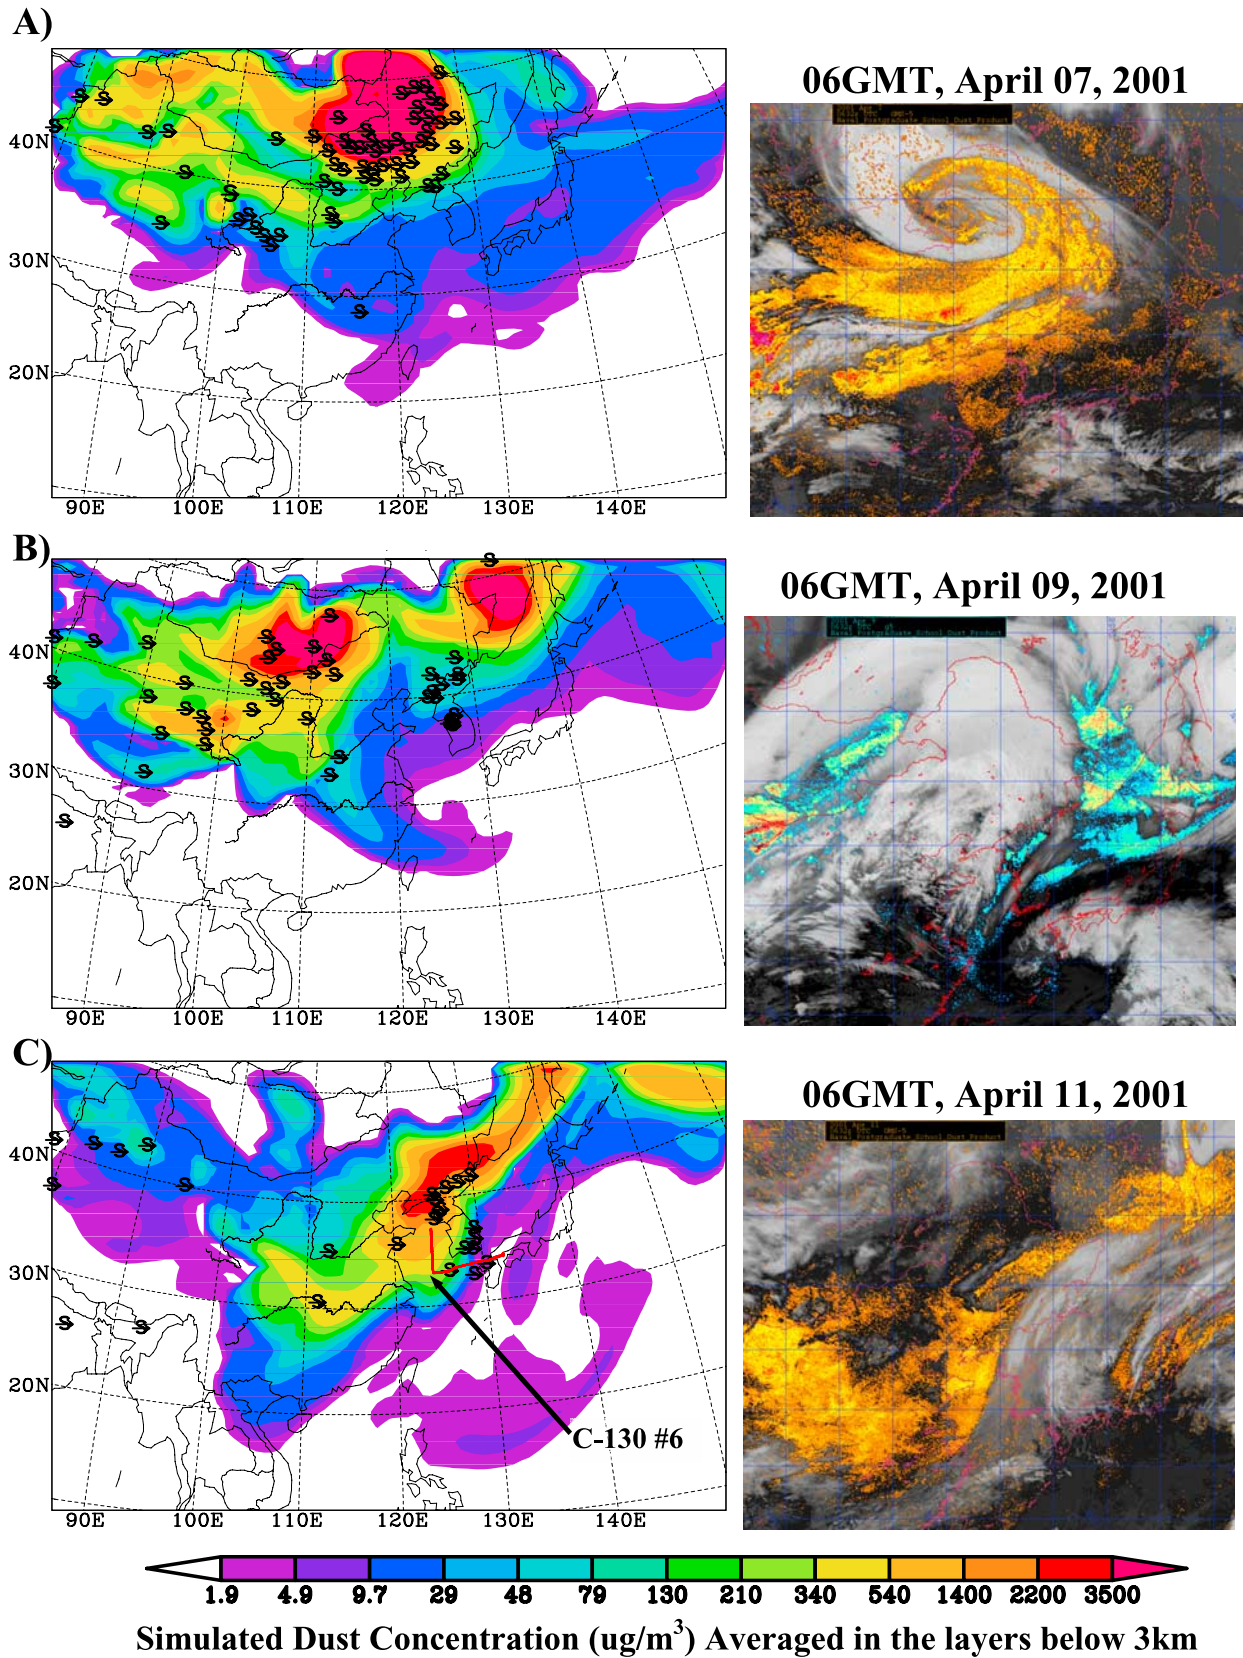 A)
06GMT, April 07, 2001
40N
30N
20N
90E 100E 110E 120E 130E 140E
B)
06GMT, April 09, 2001
40N
30N
20N
90E 100E 110E 120E 130E 140E
C)
06GMT, April 11, 2001
40N
30N
20N
C-130 #6
90E 100E 110E 120E 130E 140E
1.9 4.9 9.7 29 48 79 130 210 340 540 1400 2200 3500
Simulated Dust Concentration (ug/m³) Averaged in the layers below 3km